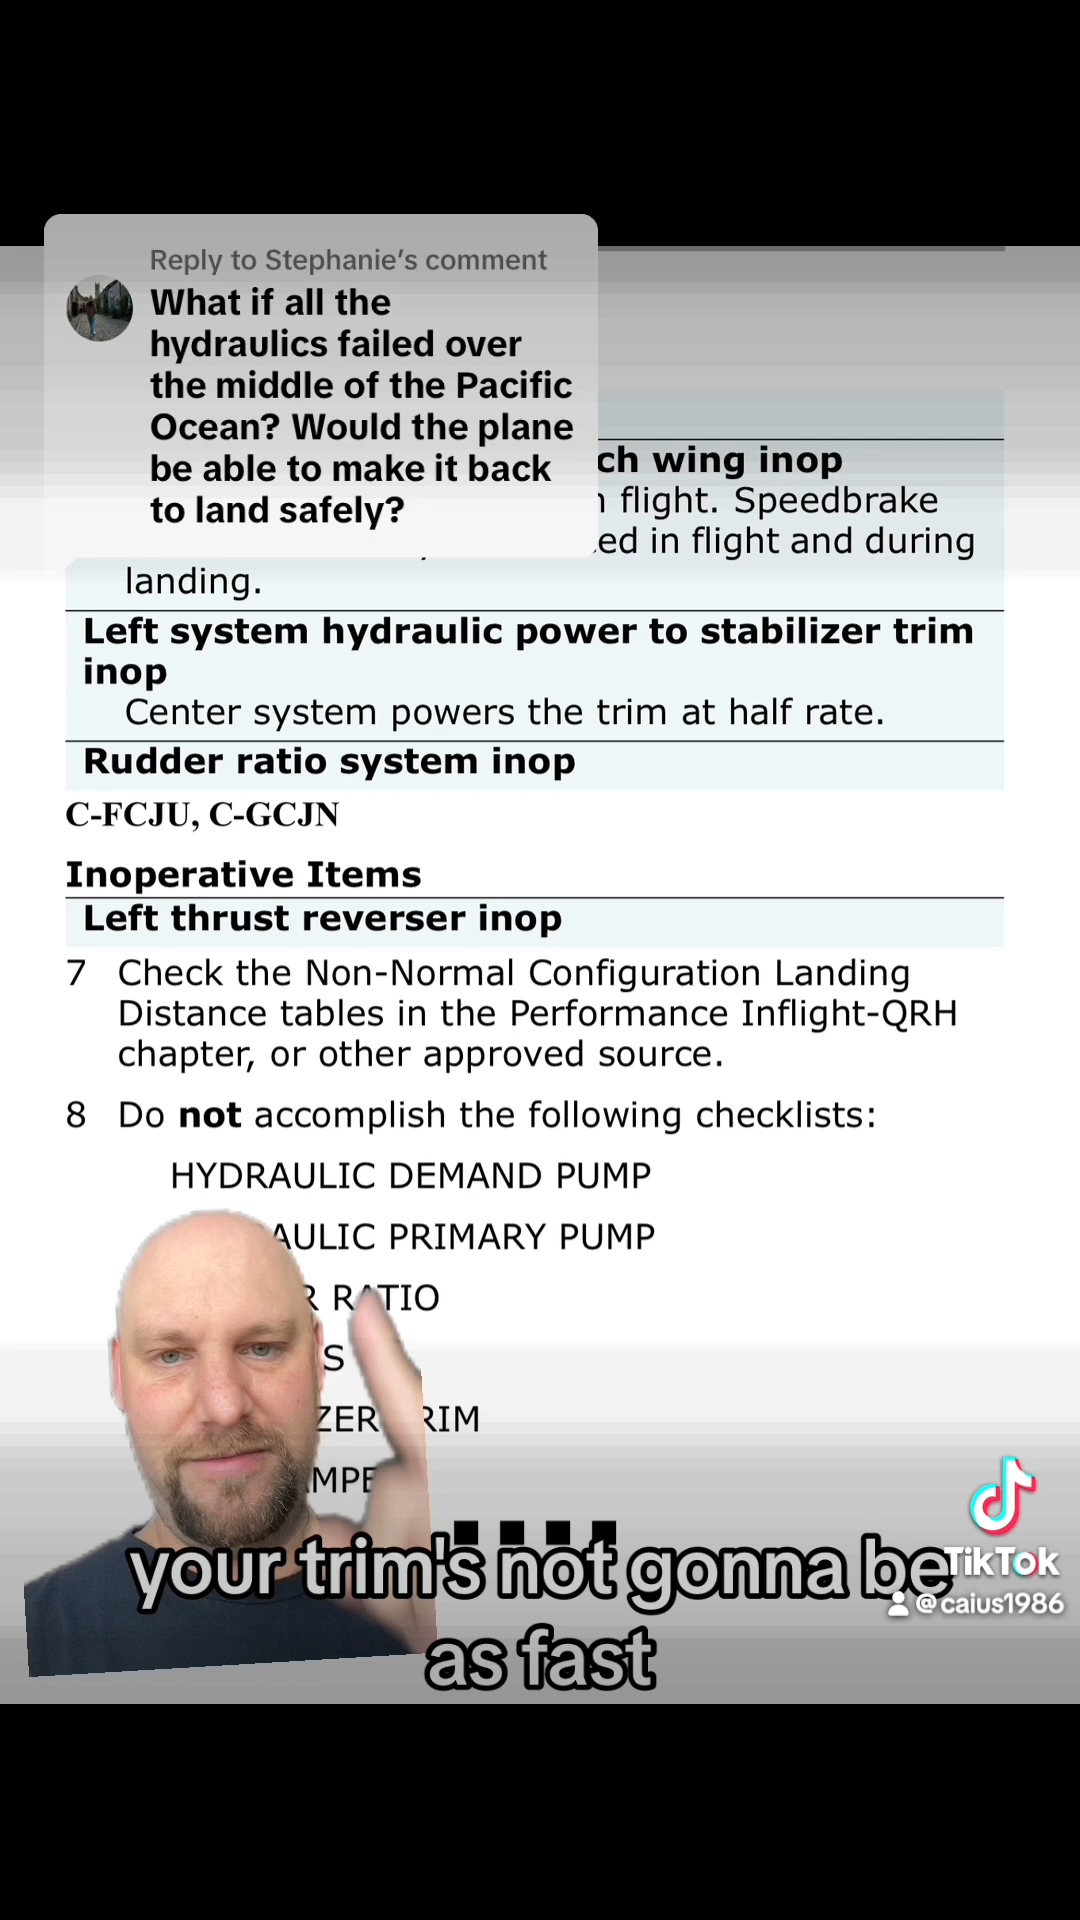 Reply to Stephanie's comment
What if all the
hydraulics failed over
the middle of the Pacific
Ocean? Would the plane
be able to make it back
to land safely?
ch wing inop
flight. Speedbrake
ed in flight and during
landing.
Left system hydraulic power to stabilizer trim
inop
Center system powers the trim at half rate.
Rudder ratio system inop
C-FCJU, C-GCJN
Inoperative Items
Left thrust reverser inop
7 Check the Non-Normal Configuration Landing
Distance tables in the Performance Inflight-QRH
chapter, or other approved source.
8 Do not accomplish the following checklists:
HYDRAULIC DEMAND PUMP
AULIC PRIMARY PUMP
R RATIO
S
ZER TRIM
AMPE
your trim's not gonna be
as fast
TikTok
@caius1986